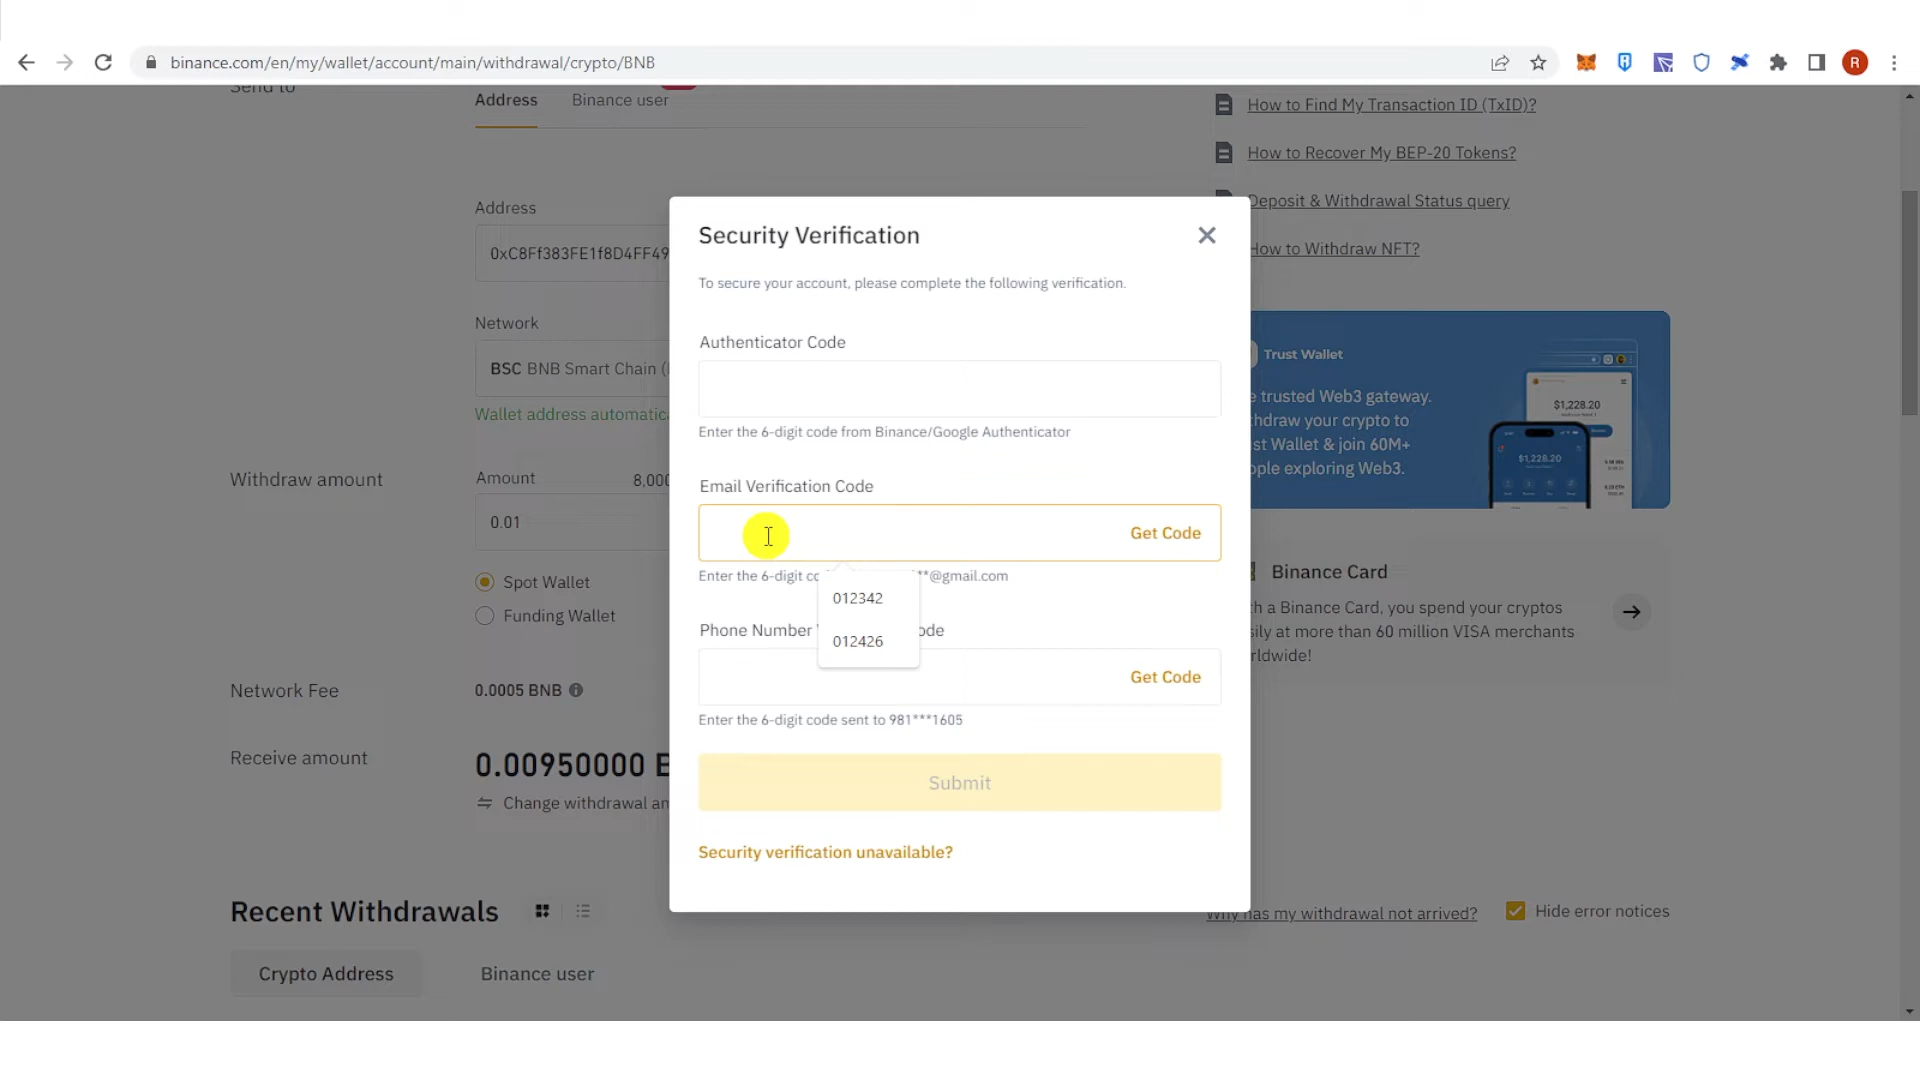 binance.com/en/my/wallet/account/main/withdrawal/crypto/BNB
R
Send to
Address
Binance user
How to Find My Transaction ID (TxID)?
How to Recover My BEP-20 Tokens?
Deposit & Withdrawal Status query
How to Withdraw NFT?
Address
0xC8Ff383FE1f8D4FF49
Network
BSC BNB Smart Chain (
Wallet address automatica
Withdraw amount
Amount
8,000
0.01
Spot Wallet
Funding Wallet
Network Fee
0.0005 BNB
Receive amount
0.00950000 B
Change withdrawal am
Security Verification
To secure your account, please complete the following verification.
Authenticator Code
Enter the 6-digit code from Binance/Google Authenticator
Email Verification Code
Get Code
Enter the 6-digit co **@gmail.com
012342
012426
Phone Number ode
Get Code
Enter the 6-digit code sent to 981***1605
Submit
Security verification unavailable?
Trust Wallet
e trusted Web3 gateway.
hdraw your crypto to
st Wallet & join 60M+
ople exploring Web3.
$1,228.20
$1,228.20
Binance Card
h a Binance Card, you spend your cryptos
sily at more than 60 million VISA merchants
rldwide!
Recent Withdrawals
Why has my withdrawal not arrived?
Hide error notices
Crypto Address
Binance user